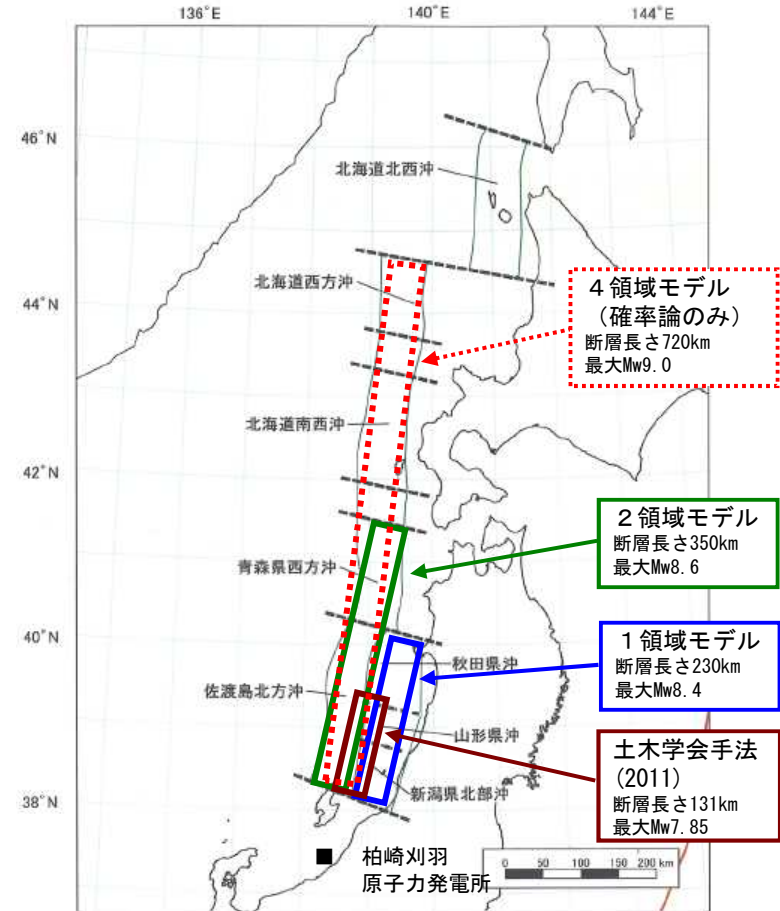 136°E
140°E
144°E
46°N
北海道北西沖
北海道西方沖
44°N
４領域モデル
（確率論のみ）
断層長さ720km
最大Mw9.0
北海道南西沖
42°N
２領域モデル
断層長さ350km
最大Mw8.6
青森県西方沖
40°N
１領域モデル
断層長さ230km
最大Mw8.4
秋田県沖
佐渡島北方沖
山形県沖
土木学会手法
(2011)
断層長さ131km
最大Mw7.85
新潟県北部沖
38°N
柏崎刈羽
原子力発電所
0 50 100 150 200 km